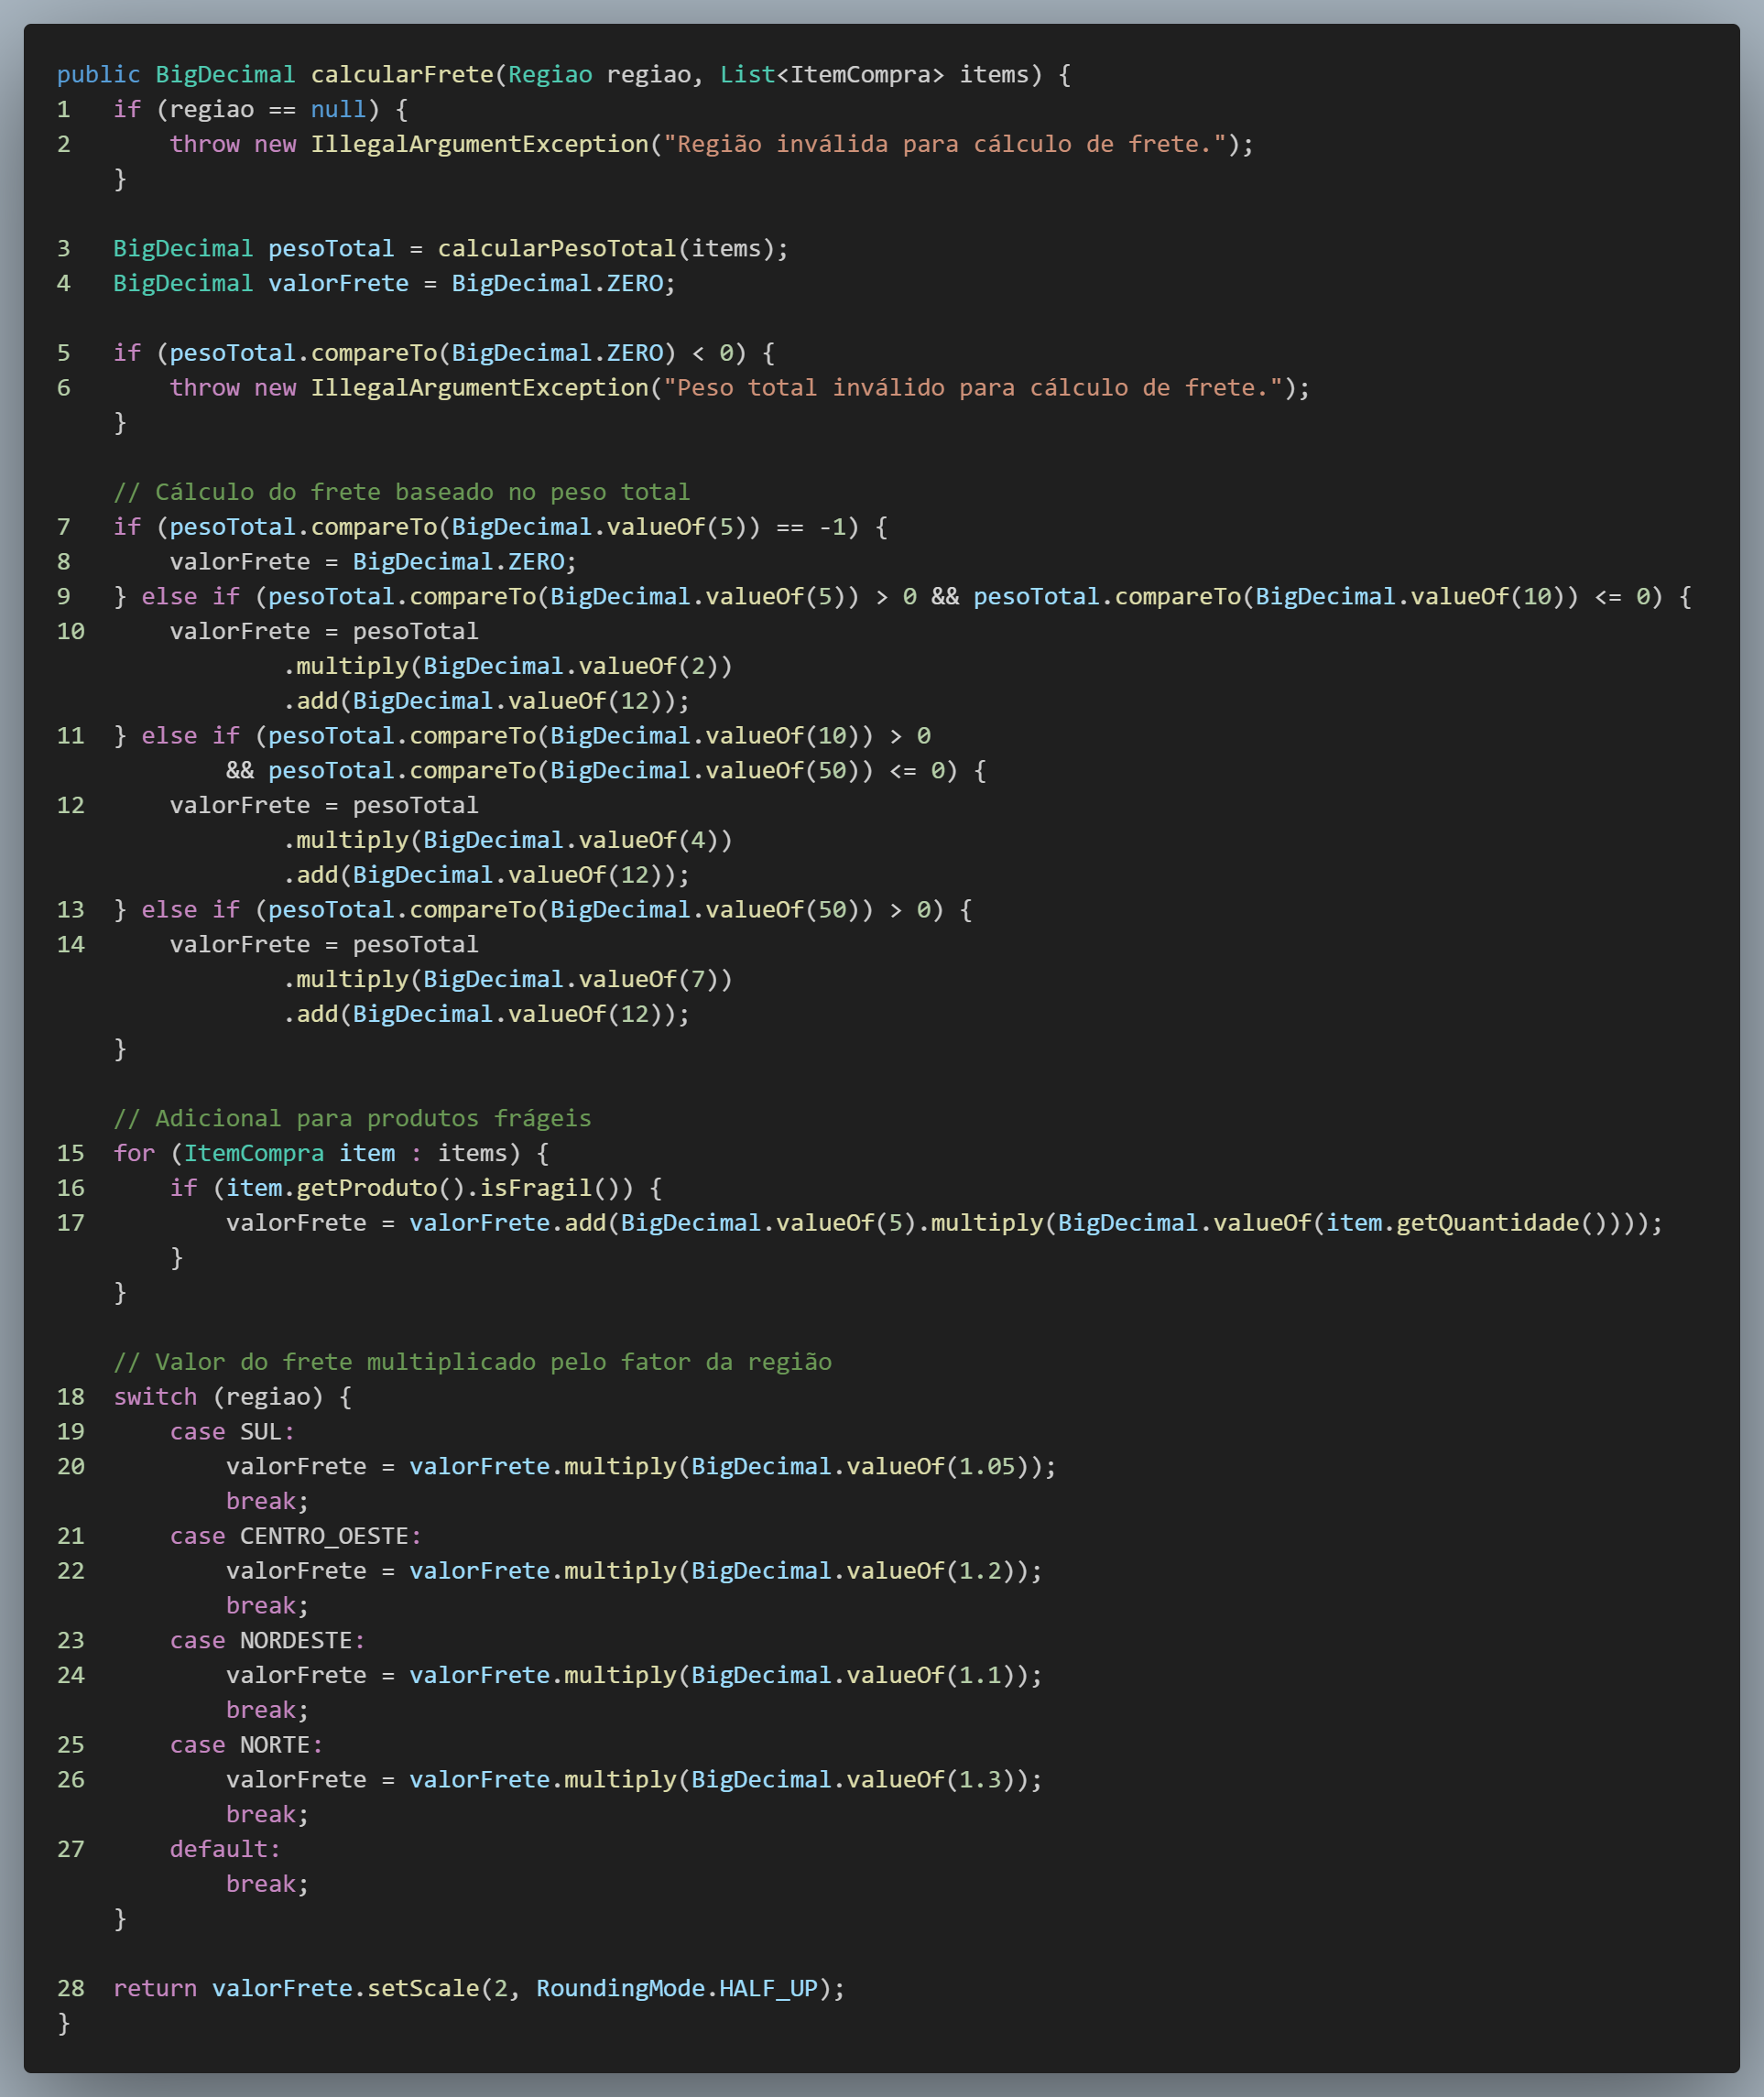 public BigDecimal calcularFrete(Regiao regiao, List<ItemCompra> items) {
1   if (regiao == null) {
2       throw new IllegalArgumentException("Região inválida para cálculo de frete.");
    }

3   BigDecimal pesoTotal = calcularPesoTotal(items);
4   BigDecimal valorFrete = BigDecimal.ZERO;

5   if (pesoTotal.compareTo(BigDecimal.ZERO) < 0) {
6       throw new IllegalArgumentException("Peso total inválido para cálculo de frete.");
    }

    // Cálculo do frete baseado no peso total
7   if (pesoTotal.compareTo(BigDecimal.valueOf(5)) == -1) {
8       valorFrete = BigDecimal.ZERO;
9   } else if (pesoTotal.compareTo(BigDecimal.valueOf(5)) > 0 && pesoTotal.compareTo(BigDecimal.valueOf(10)) <= 0) {
10      valorFrete = pesoTotal
                .multiply(BigDecimal.valueOf(2))
                .add(BigDecimal.valueOf(12));
11  } else if (pesoTotal.compareTo(BigDecimal.valueOf(10)) > 0
            && pesoTotal.compareTo(BigDecimal.valueOf(50)) <= 0) {
12      valorFrete = pesoTotal
                .multiply(BigDecimal.valueOf(4))
                .add(BigDecimal.valueOf(12));
13  } else if (pesoTotal.compareTo(BigDecimal.valueOf(50)) > 0) {
14      valorFrete = pesoTotal
                .multiply(BigDecimal.valueOf(7))
                .add(BigDecimal.valueOf(12));
    }

    // Adicional para produtos frágeis
15  for (ItemCompra item : items) {
16      if (item.getProduto().isFragil()) {
17          valorFrete = valorFrete.add(BigDecimal.valueOf(5).multiply(BigDecimal.valueOf(item.getQuantidade())));
        }
    }

    // Valor do frete multiplicado pelo fator da região
18  switch (regiao) {
19      case SUL:
20          valorFrete = valorFrete.multiply(BigDecimal.valueOf(1.05));
            break;
21      case CENTRO_OESTE:
22          valorFrete = valorFrete.multiply(BigDecimal.valueOf(1.2));
            break;
23      case NORDESTE:
24          valorFrete = valorFrete.multiply(BigDecimal.valueOf(1.1));
            break;
25      case NORTE:
26          valorFrete = valorFrete.multiply(BigDecimal.valueOf(1.3));
            break;
27      default:
            break;
    }

28  return valorFrete.setScale(2, RoundingMode.HALF_UP);
}